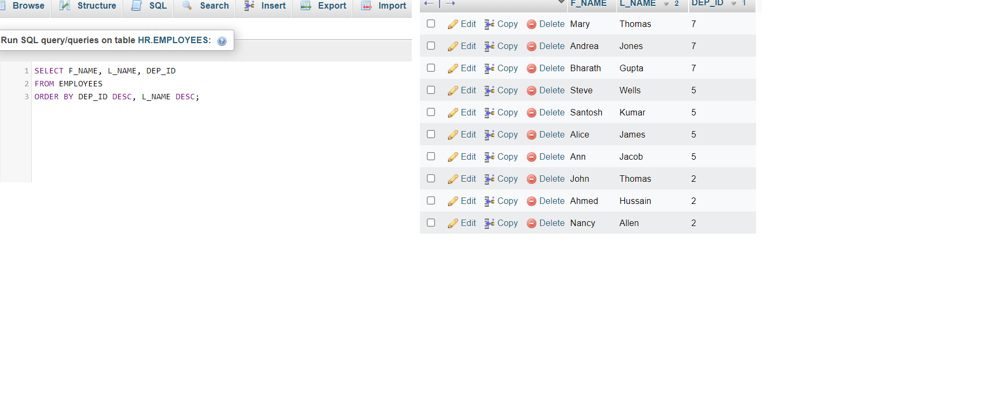 Browse Structure SQL Search Insert Export Import
Run SQL query/queries on table HR.EMPLOYEES:
1 SELECT F_NAME, L_NAME, DEP_ID
2 FROM EMPLOYEES
3 ORDER BY DEP_ID DESC, L_NAME DESC;
F_NAME L_NAME 2 DEP_ID 1
Edit Copy Delete Mary Thomas 7
Edit Copy Delete Andrea Jones 7
Edit Copy Delete Bharath Gupta 7
Edit Copy Delete Steve Wells 5
Edit Copy Delete Santosh Kumar 5
Edit Copy Delete Alice James 5
Edit Copy Delete Ann Jacob 5
Edit Copy Delete John Thomas 2
Edit Copy Delete Ahmed Hussain 2
Edit Copy Delete Nancy Allen 2